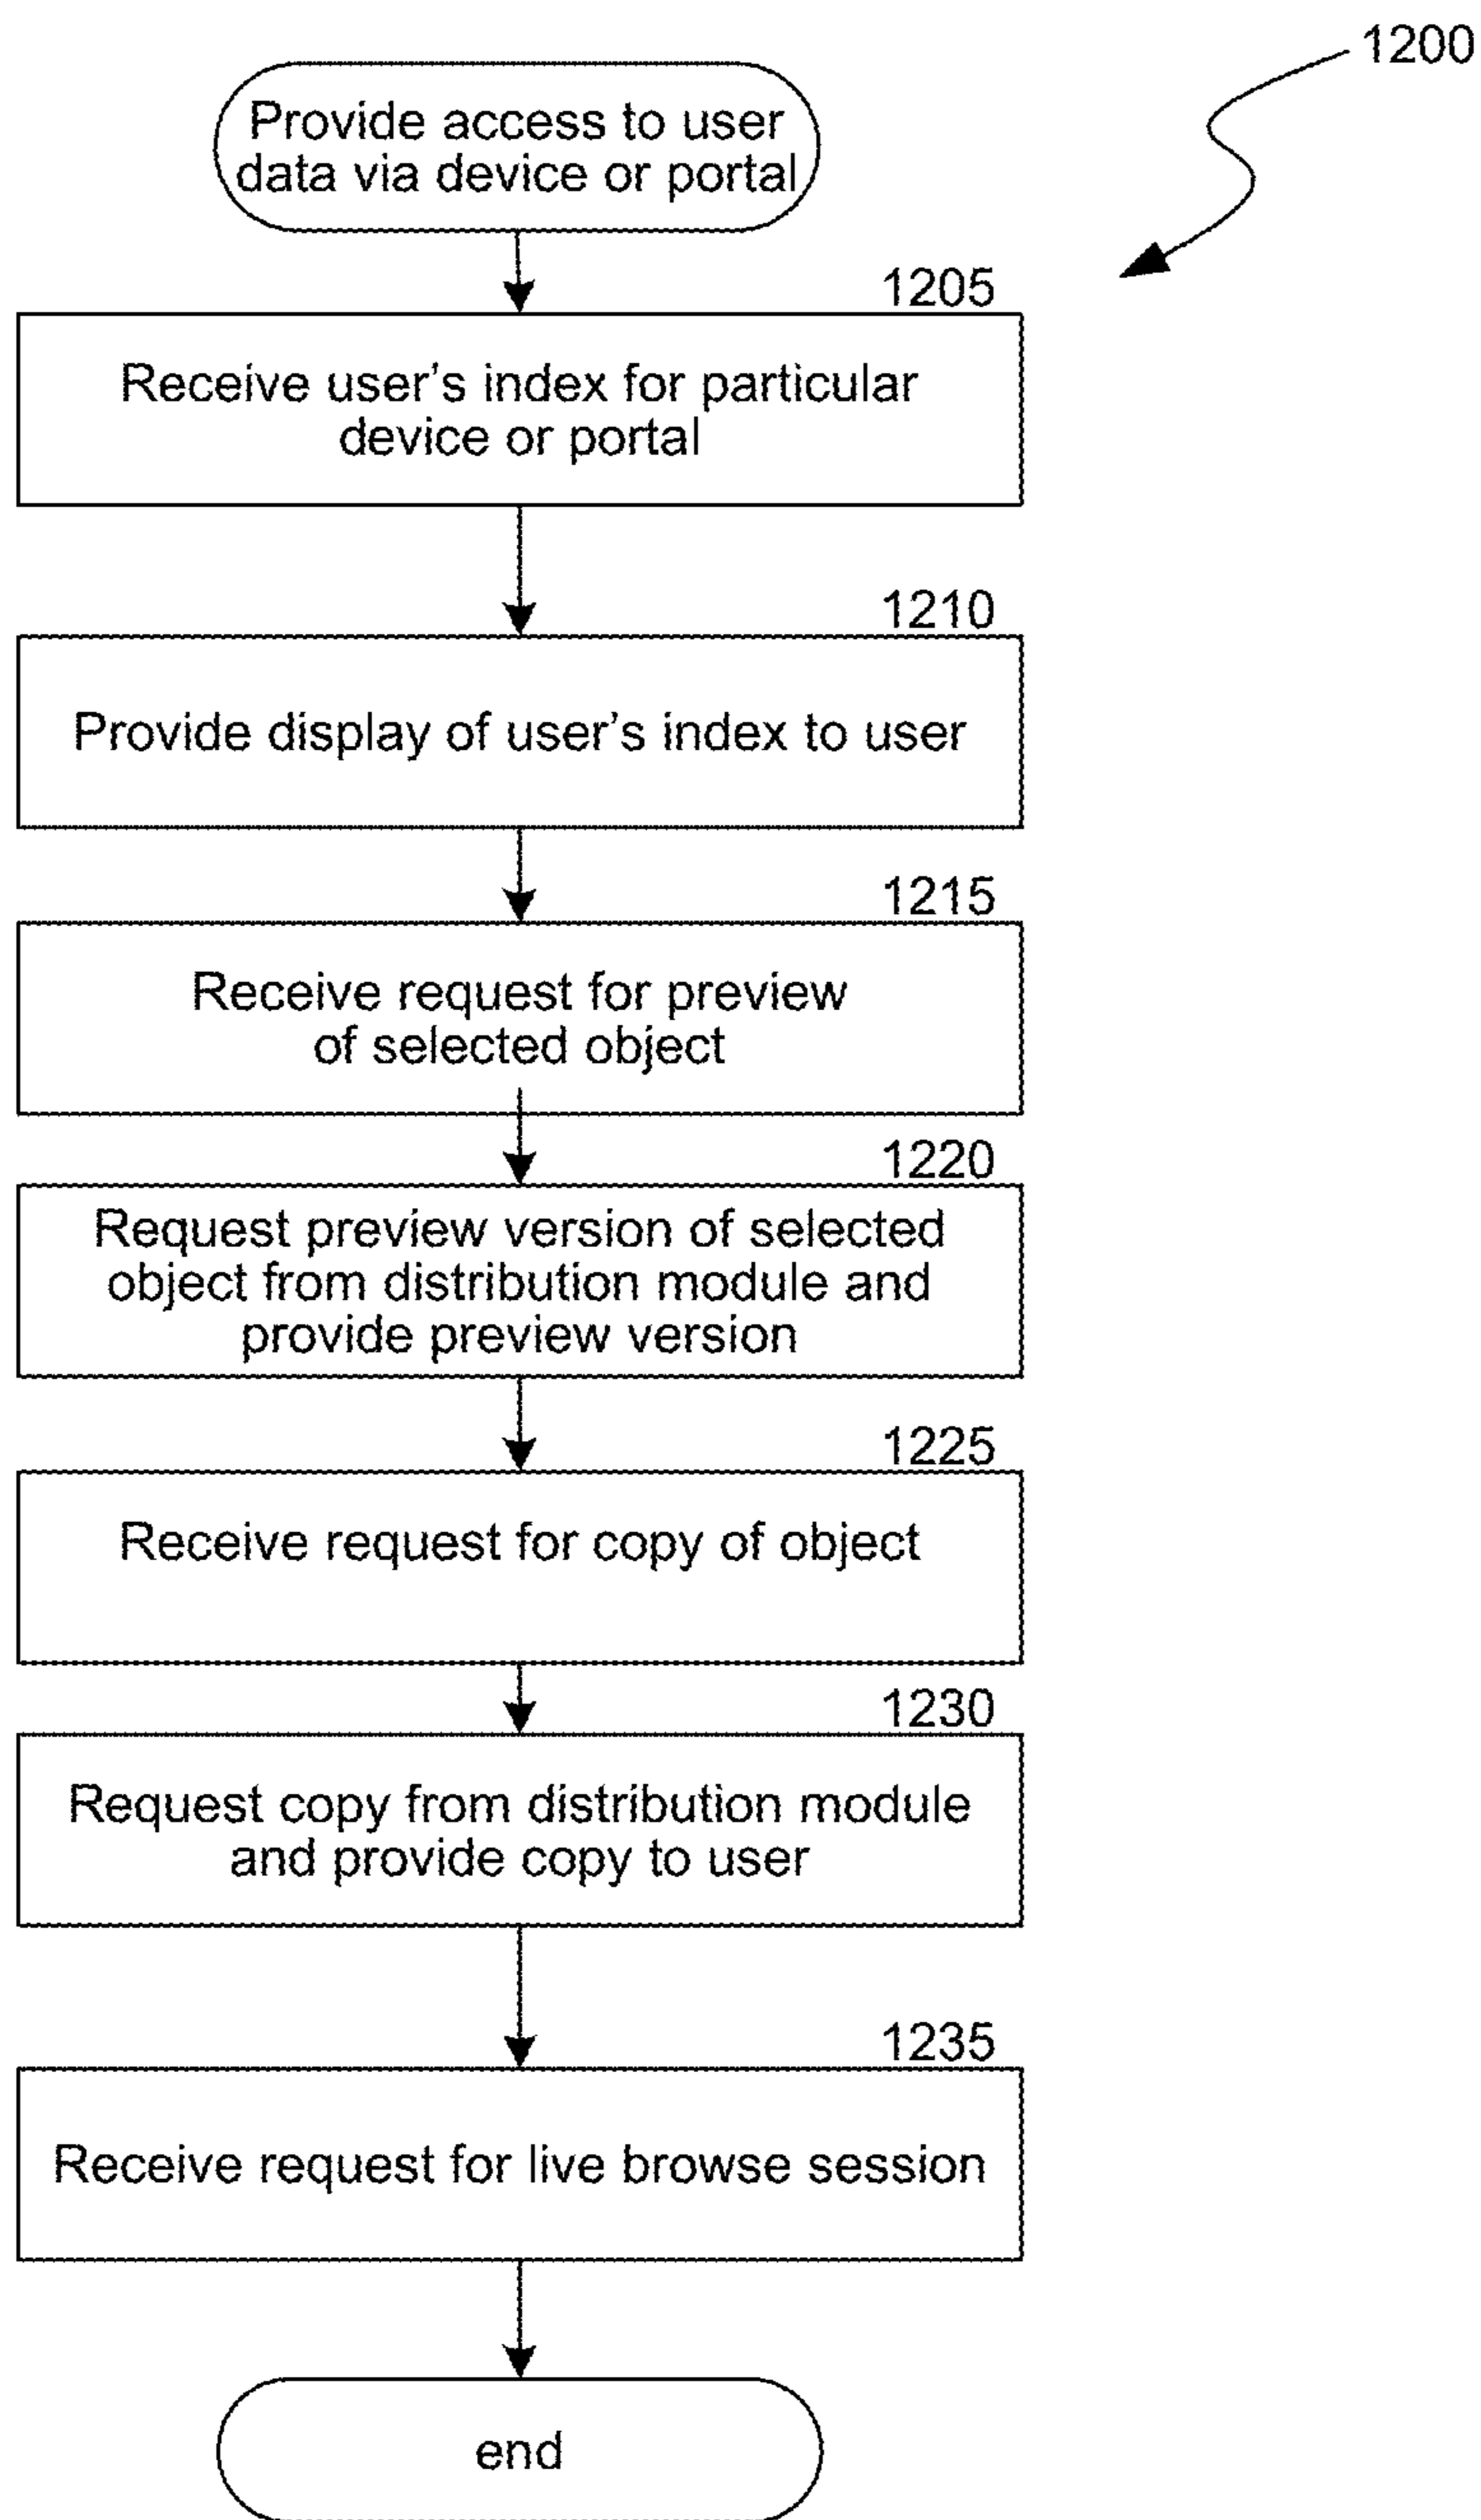 1200
Provide access to user
data via device or portal
1205
Receive user's index for particular
device or portal
1210
Provide display of user's index to user
1215
Receive request for preview
of selected object
1220
Request preview version of selected
object from distribution module and
provide preview version
1225
Receive request for copy of object
1230
Request copy from distribution module
and provide copy to user
1235
Receive request for live browse session
end